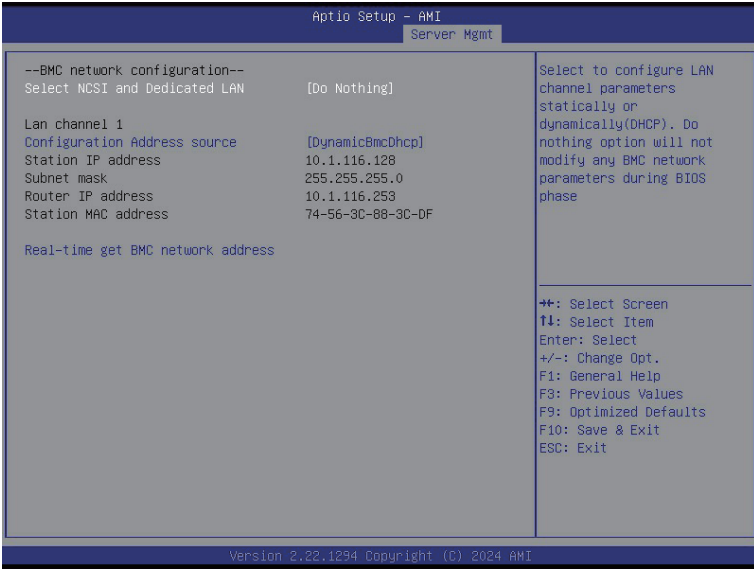 Aptio Setup – AMI
Server Mgmt
--BMC network configuration--
Select NCSI and Dedicated LAN [Do Nothing]
Lan channel 1
Configuration Address source [DynamicBmcDhcp]
Station IP address 10.1.116.128
Subnet mask 255.255.255.0
Router IP address 10.1.116.253
Station MAC address 74-56-3C-88-3C-DF
Real-time get BMC network address
Select to configure LAN
channel parameters
statically or
dynamically(DHCP). Do
nothing option will not
modify any BMC network
parameters during BIOS
phase
→←: Select Screen
↑↓: Select Item
Enter: Select
+/-: Change Opt.
F1: General Help
F3: Previous Values
F9: Optimized Defaults
F10: Save & Exit
ESC: Exit
Version 2.22.1294 Copyright (C) 2024 AMI